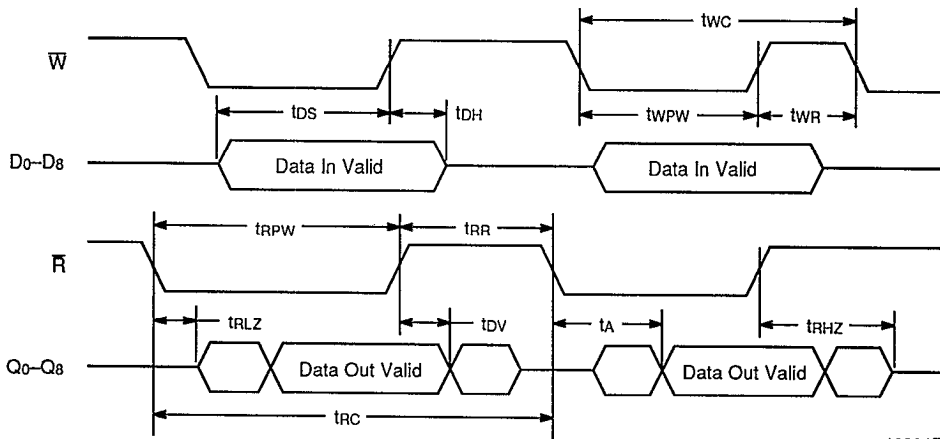 W̅
tWC
tDS
tDH
tWPW
tWR
D0–D8
Data In Valid
Data In Valid
tRPW
tRR
R̅
tRLZ
tDV
tA
tRHZ
Q0–Q8
Data Out Valid
Data Out Valid
tRC